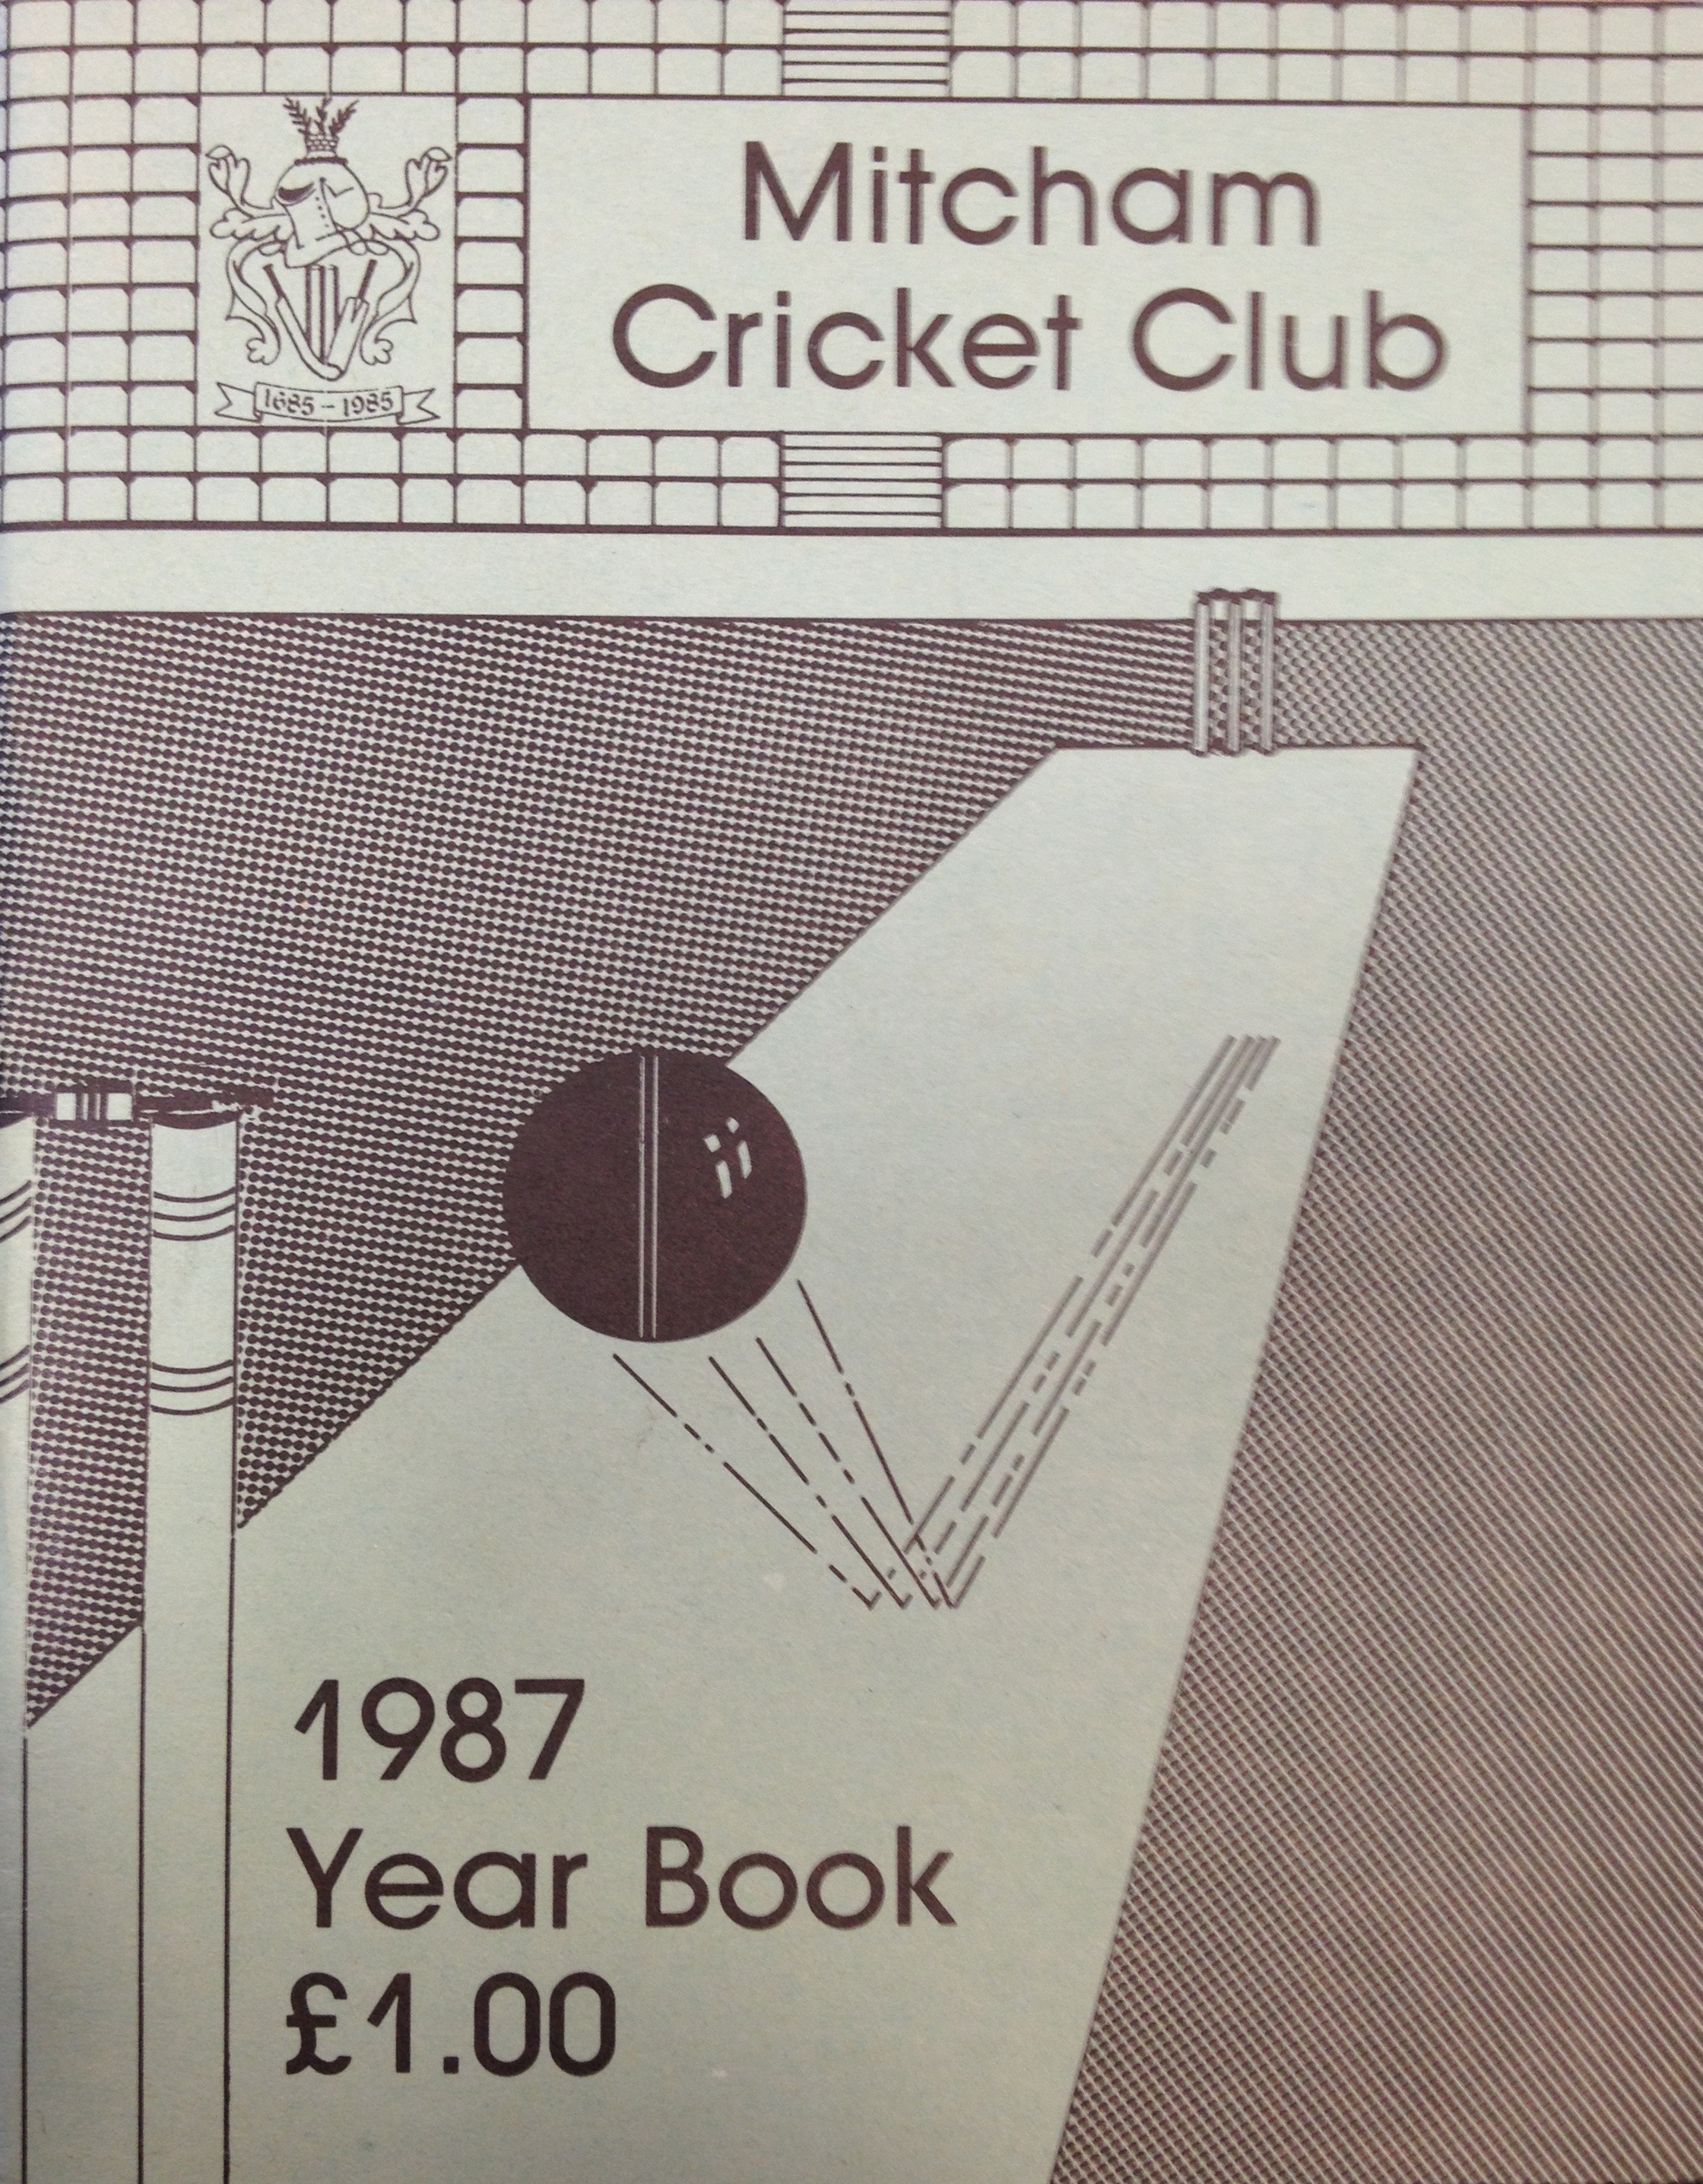 Mitcham
Cricket Club
1685 – 1985
1987
Year Book
£1.00